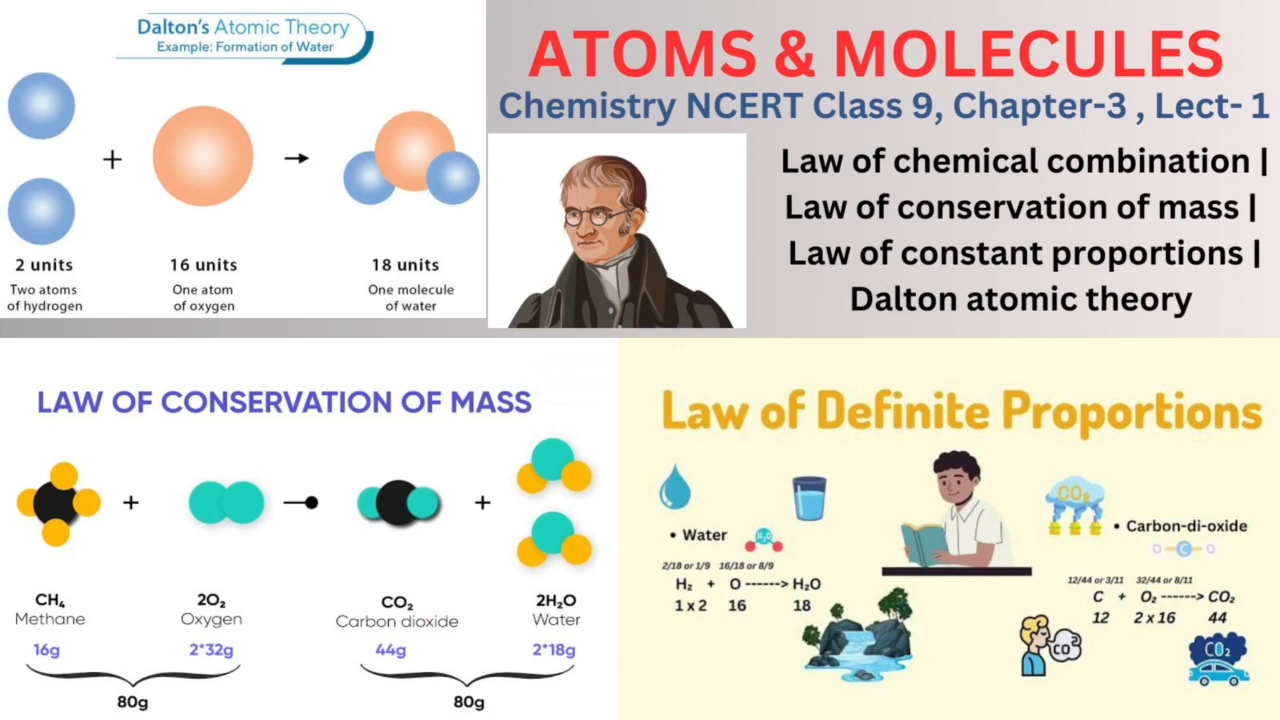 Dalton's Atomic Theory
Example: Formation of Water
+
2 units
Two atoms
of hydrogen
16 units
One atom
of oxygen
18 units
One molecule
of water
ATOMS & MOLECULES
Chemistry NCERT Class 9, Chapter-3 , Lect- 1
Law of chemical combination |
Law of conservation of mass |
Law of constant proportions |
Dalton atomic theory
LAW OF CONSERVATION OF MASS
+ +
CH₄ 2O₂ CO₂ 2H₂O
Methane Oxygen Carbon dioxide Water
16g 2*32g 44g 2*18g
80g 80g
Law of Definite Proportions
• Water
H₂O
2/18 or 1/9 16/18 or 8/9
H₂ + O ------> H₂O
1 x 2 16 18
CO₂
• Carbon-di-oxide
O C O
12/44 or 3/11 32/44 or 8/11
C + O₂ ------> CO₂
12 2 x 16 44
CO²
CO₂